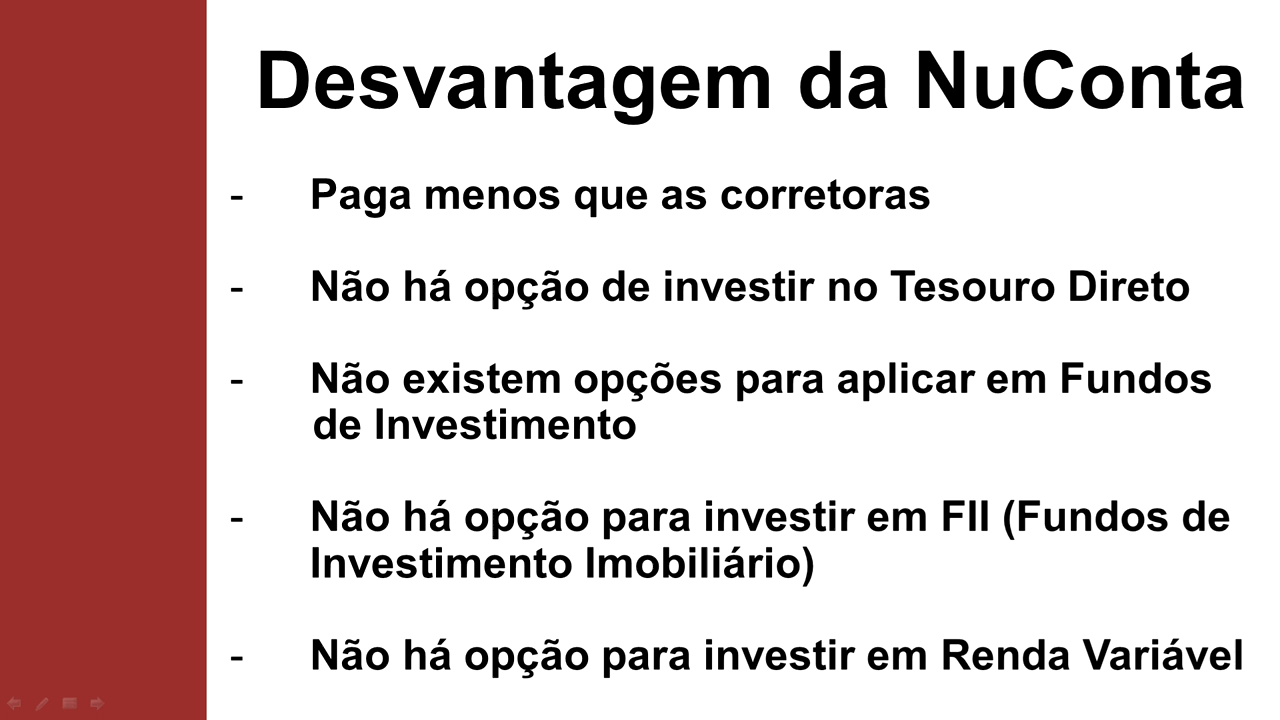 Desvantagem da NuConta
- Paga menos que as corretoras
- Não há opção de investir no Tesouro Direto
- Não existem opções para aplicar em Fundos
de Investimento
- Não há opção para investir em FII (Fundos de
Investimento Imobiliário)
- Não há opção para investir em Renda Variável